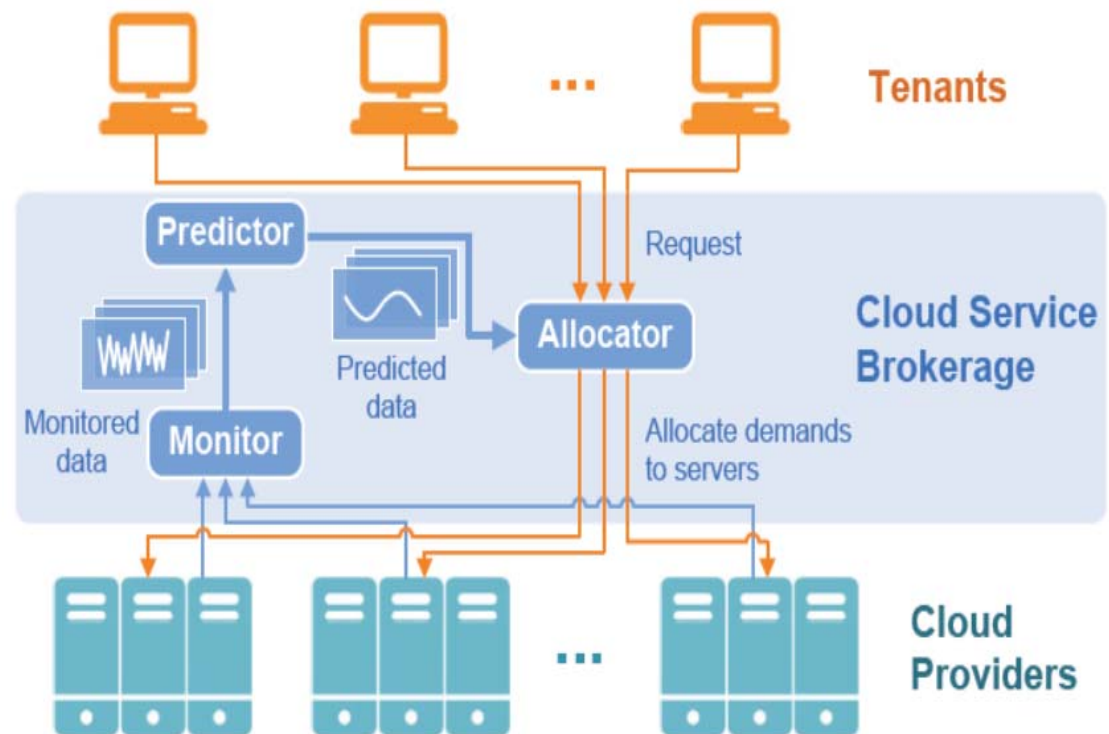 ...
Tenants
Predictor
Request
Allocator
Cloud Service
Brokerage
Predicted
data
Monitored
data
Monitor
Allocate demands
to servers
...
Cloud
Providers